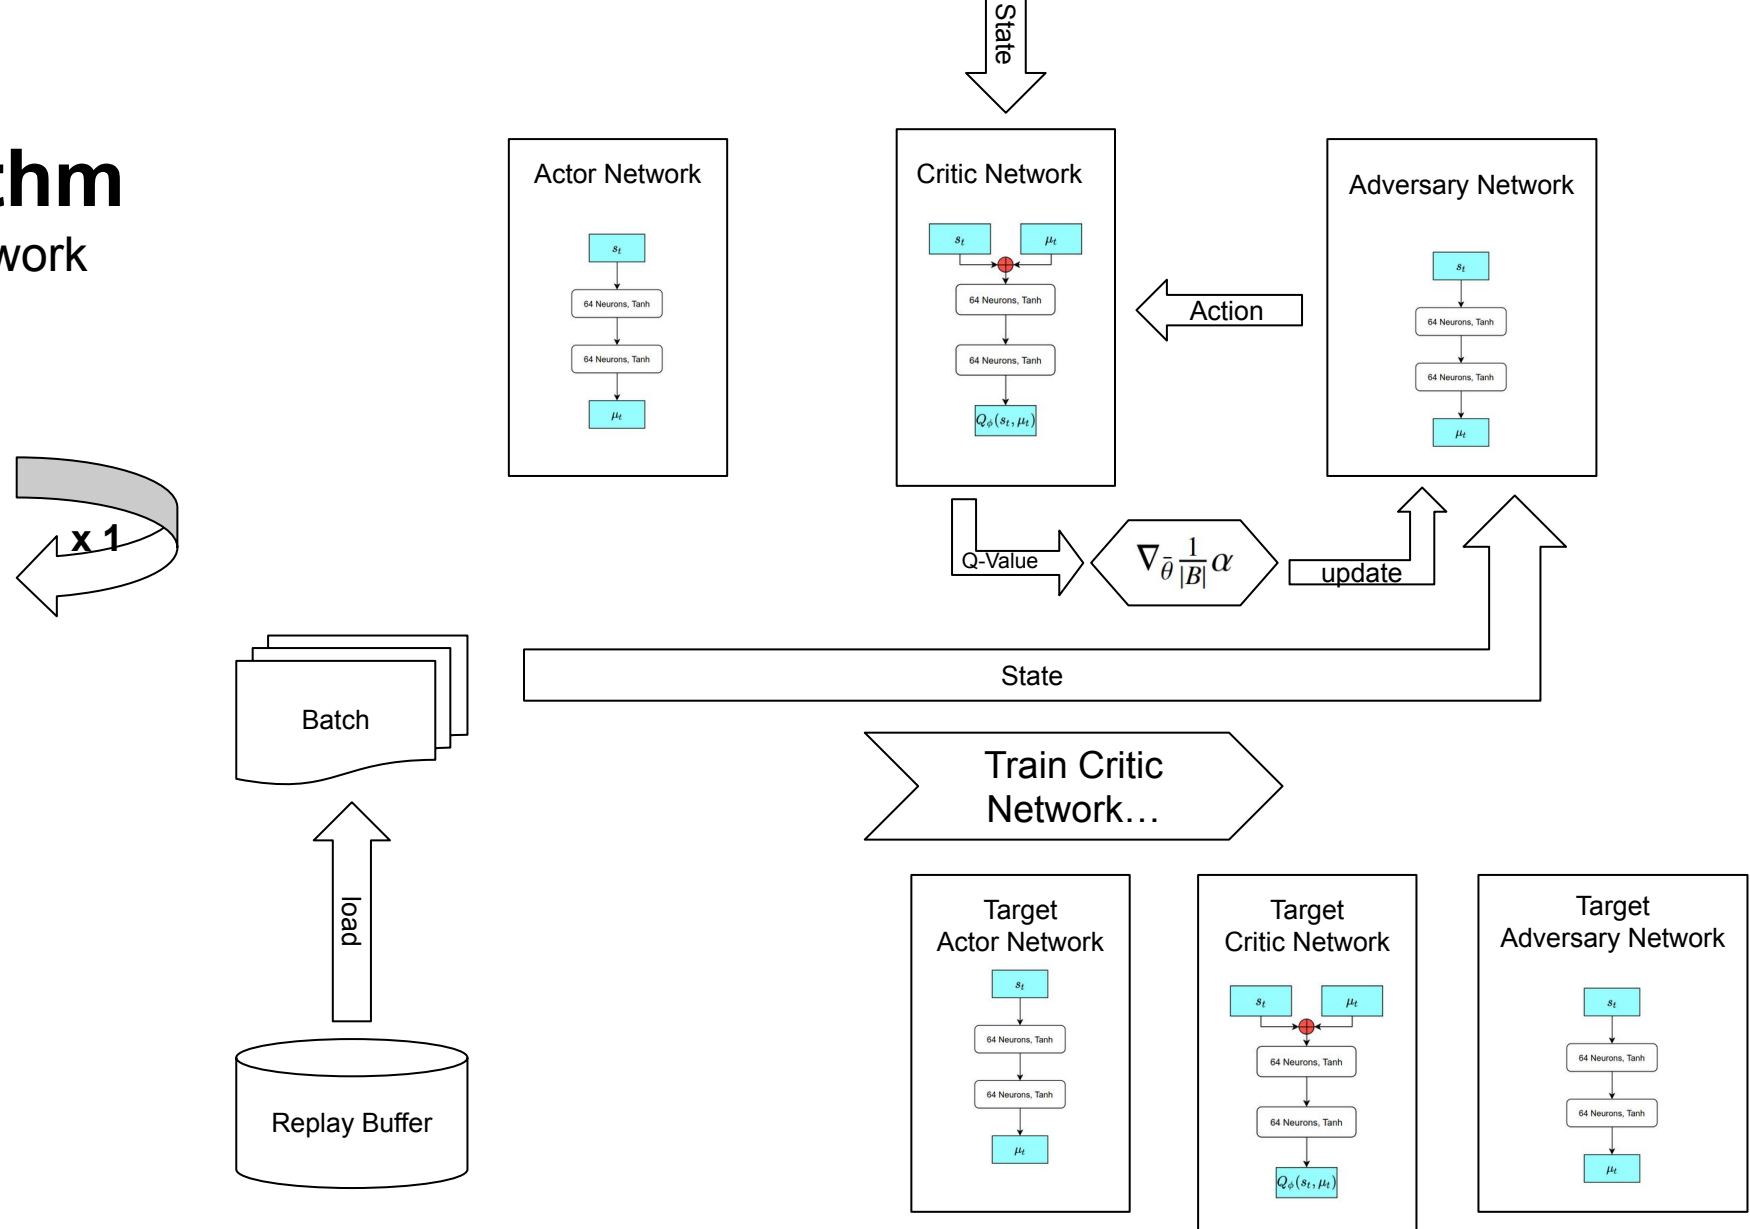 State
thm
work
Actor Network
s_t
64 Neurons, Tanh
64 Neurons, Tanh
μ_t
Critic Network
s_t μ_t
64 Neurons, Tanh
64 Neurons, Tanh
Q_ϕ(s_t, μ_t)
Action
Adversary Network
s_t
64 Neurons, Tanh
64 Neurons, Tanh
μ_t
x 1
Q-Value
∇_θ̄ 1/|B| α
update
State
Batch
load
Replay Buffer
Train Critic
Network…
Target
Actor Network
s_t
64 Neurons, Tanh
64 Neurons, Tanh
μ_t
Target
Critic Network
s_t μ_t
64 Neurons, Tanh
64 Neurons, Tanh
Q_ϕ(s_t, μ_t)
Target
Adversary Network
s_t
64 Neurons, Tanh
64 Neurons, Tanh
μ_t